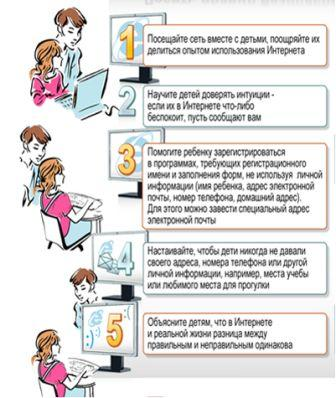 1
Посещайте сеть вместе с детьми, поощряйте их
делиться опытом использования Интернета
2
Научите детей доверять интуиции -
если их в Интернете что-либо
беспокоит, пусть сообщают вам
3
Помогите ребенку зарегистрироваться
в программах, требующих регистрационного
имени и заполнения форм, не используя личной
информации (имя ребенка, адрес электронной
почты, номер телефона, домашний адрес).
Для этого можно завести специальный адрес
электронной почты
4
Настаивайте, чтобы дети никогда не давали
своего адреса, номера телефона или другой
личной информации, например, места учебы
или любимого места для прогулки
5
Объясните детям, что в Интернете
и реальной жизни разница между
правильным и неправильным одинакова